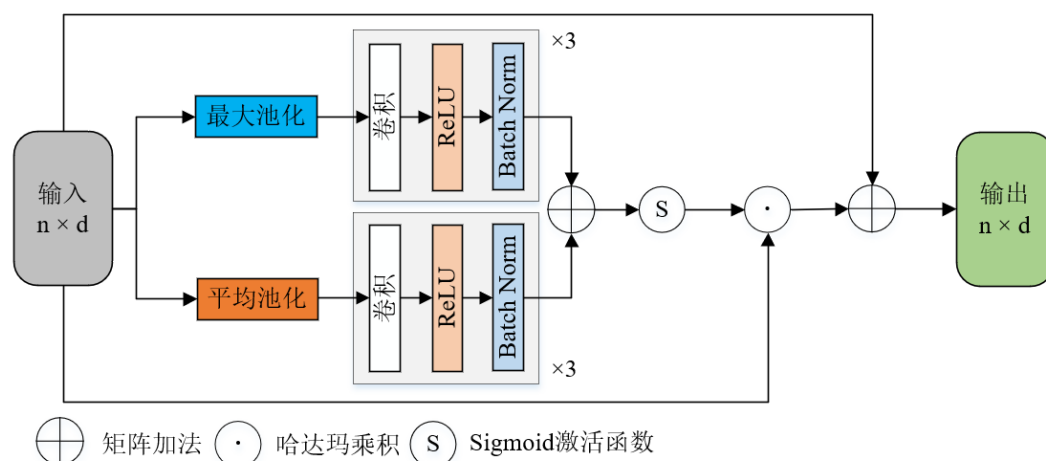 ×3
最大池化
卷积
ReLU
Batch Norm
输入
n × d
S
·
输出
n × d
平均池化
卷积
ReLU
Batch Norm
×3
矩阵加法
·
哈达玛乘积
S
Sigmoid激活函数